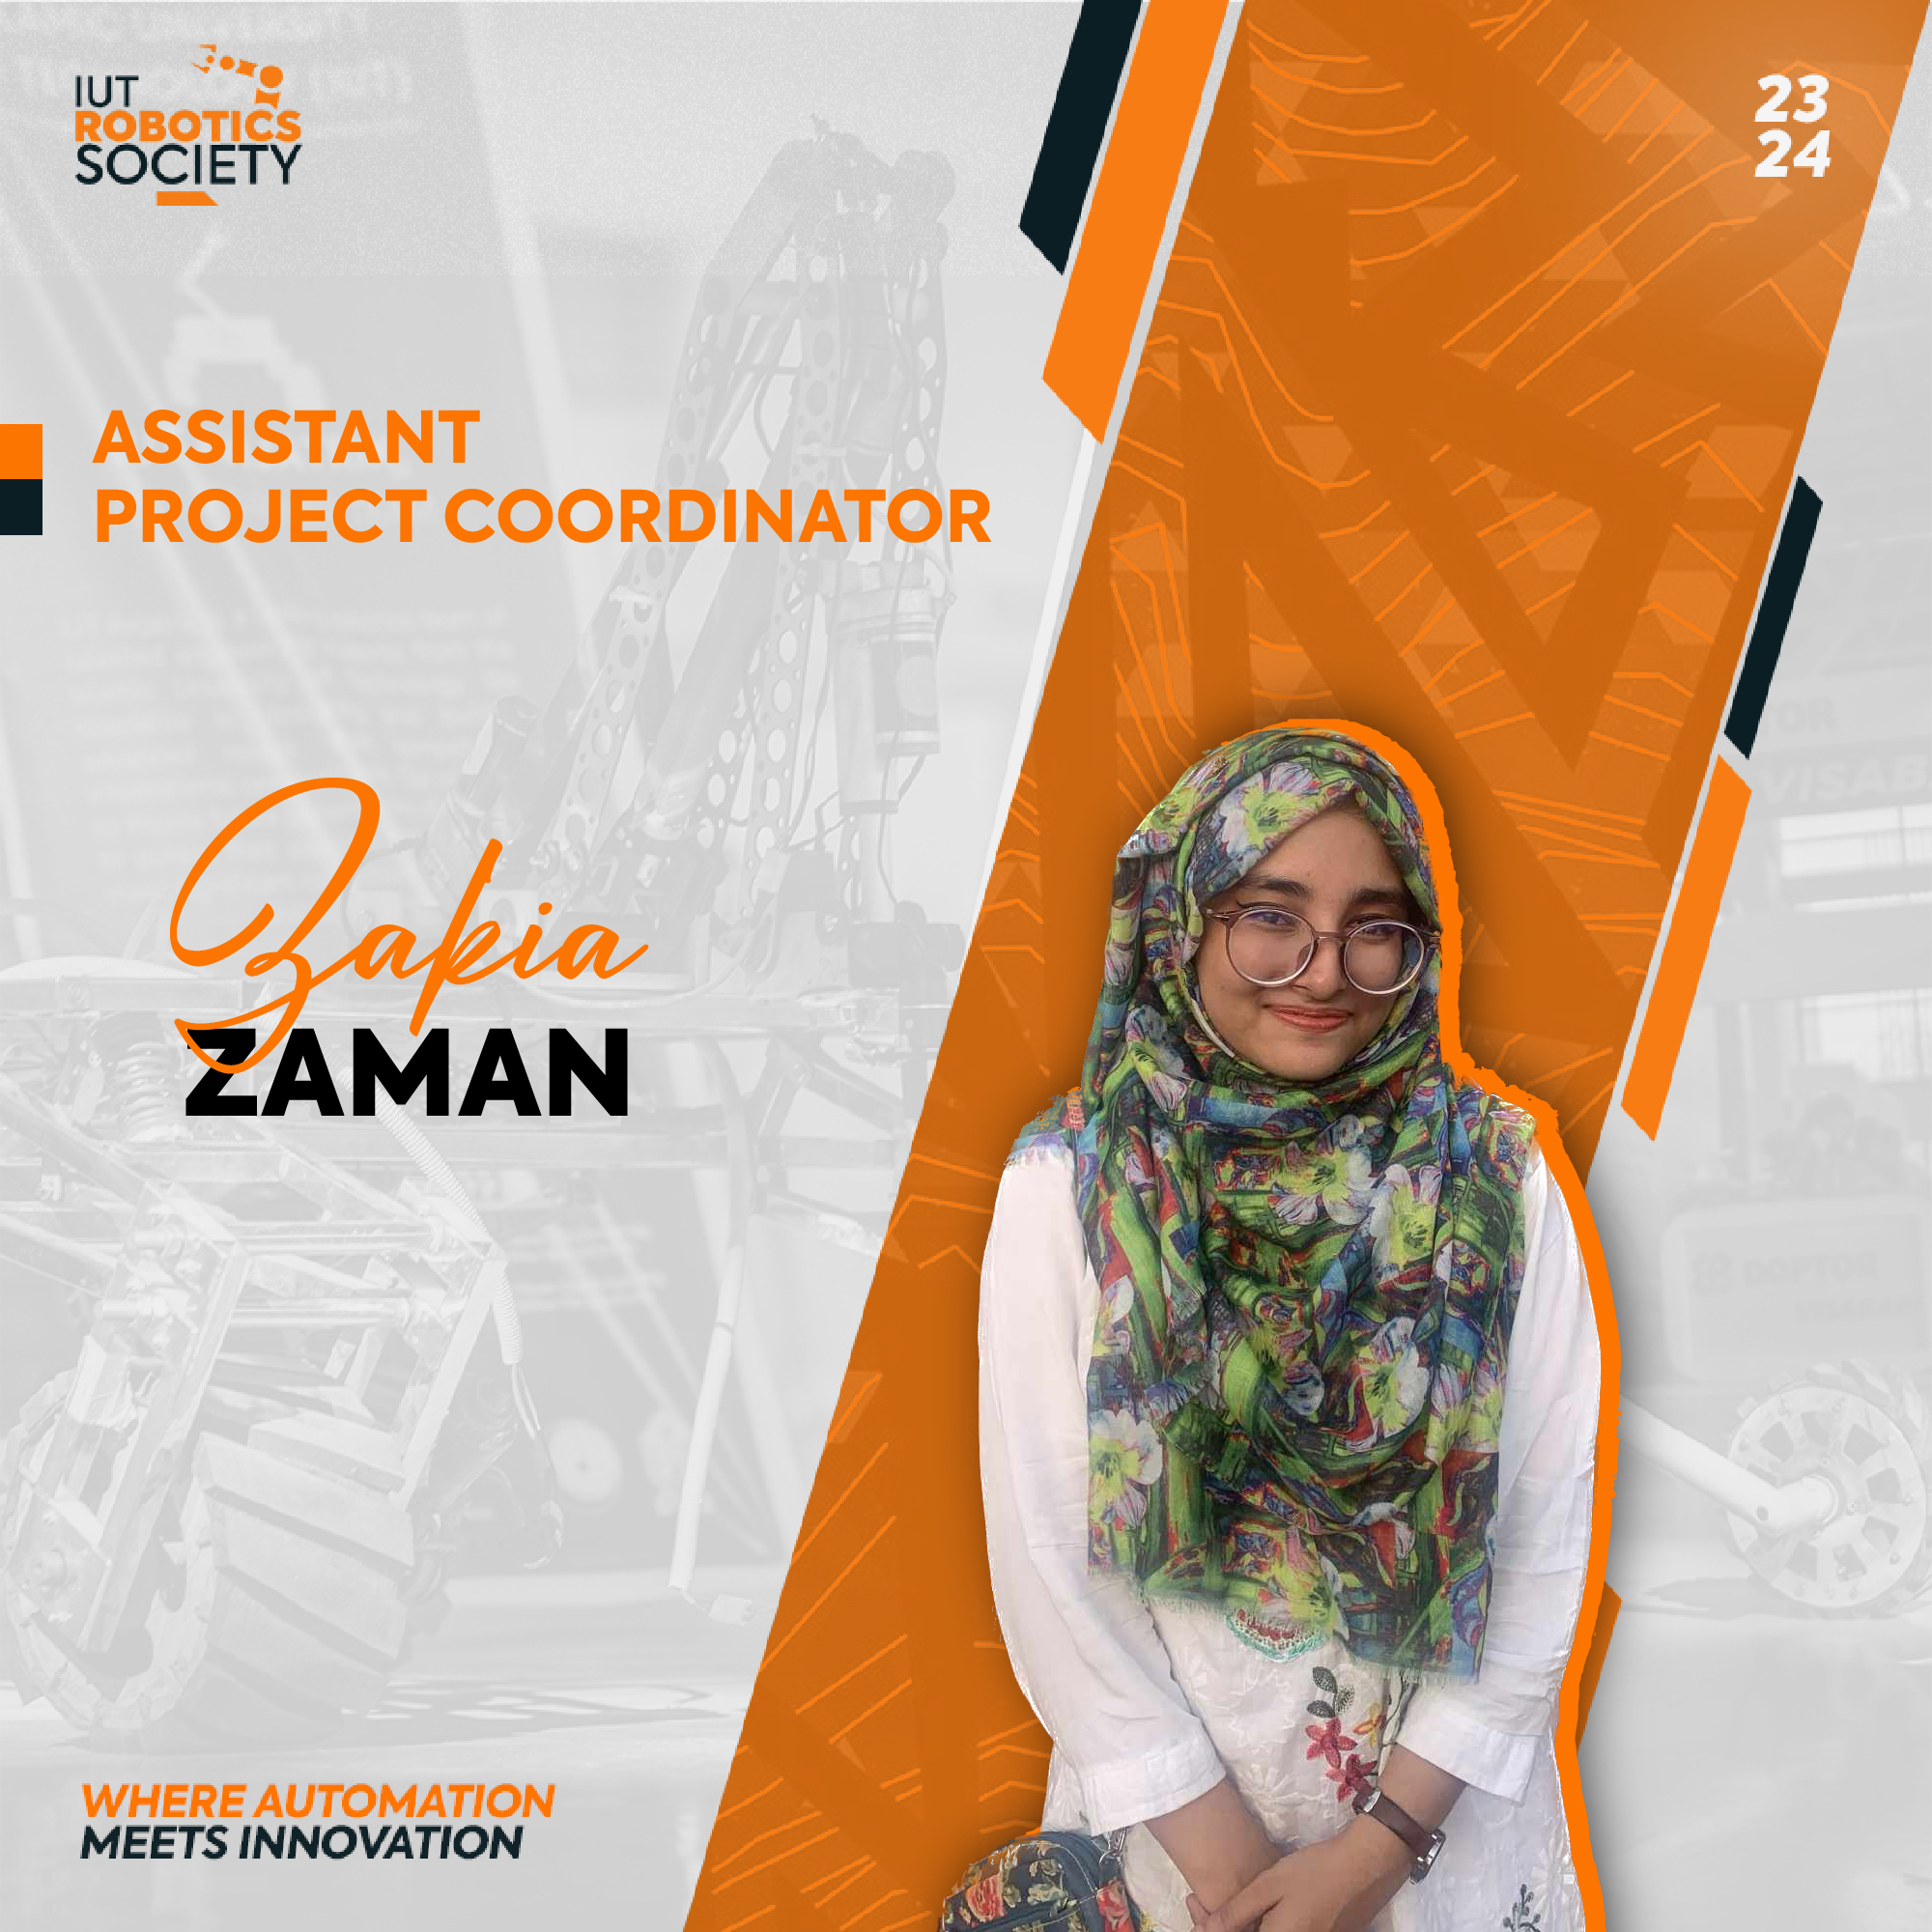 IUT
ROBOTICS
SOCIETY
23
24
ASSISTANT
PROJECT COORDINATOR
Zakia
ZAMAN
WHERE AUTOMATION
MEETS INNOVATION